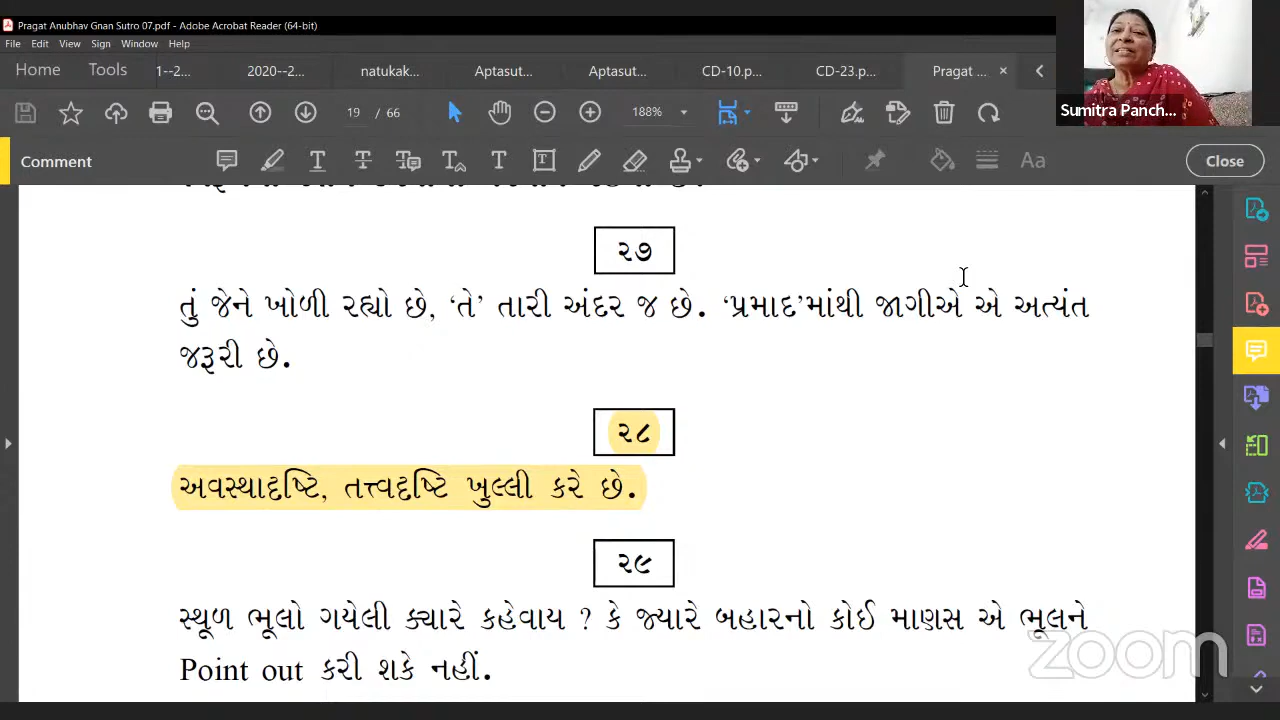 Pragat Anubhav Gnan Sutro 07.pdf - Adobe Acrobat Reader (64-bit)
File Edit View Sign Window Help
Home Tools 1--2... 2020--2... natukak... Aptasut... Aptasut... CD-10.p... CD-23.p... Pragat ... ×
19 / 66 188%
Sumitra Panch...
Comment Aa Close
૨૭
તું જેને ખોળી રહ્યો છે, ‘તે’ તારી અંદર જ છે. ‘પ્રમાદ’માંથી જાગીએ એ અત્યંત
જરૂરી છે.
૨૮
અવસ્થાદૃષ્ટિ, તત્ત્વદૃષ્ટિ ખુલ્લી કરે છે.
૨૯
સ્થૂળ ભૂલો ગયેલી ક્યારે કહેવાય ? કે જ્યારે બહારનો કોઈ માણસ એ ભૂલને
Point out કરી શકે નહીં.
zoom